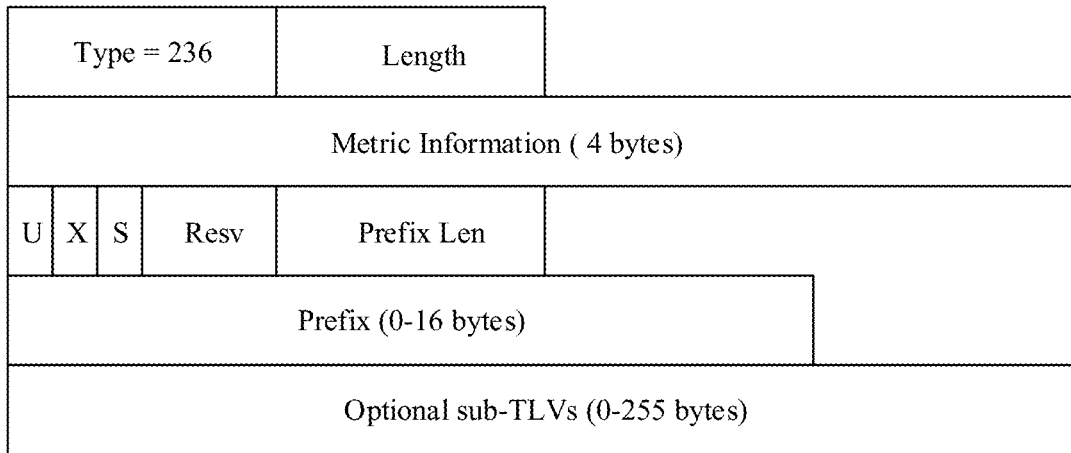 Type = 236 Length
Metric Information ( 4 bytes)
U X S Resv Prefix Len
Prefix (0-16 bytes)
Optional sub-TLVs (0-255 bytes)